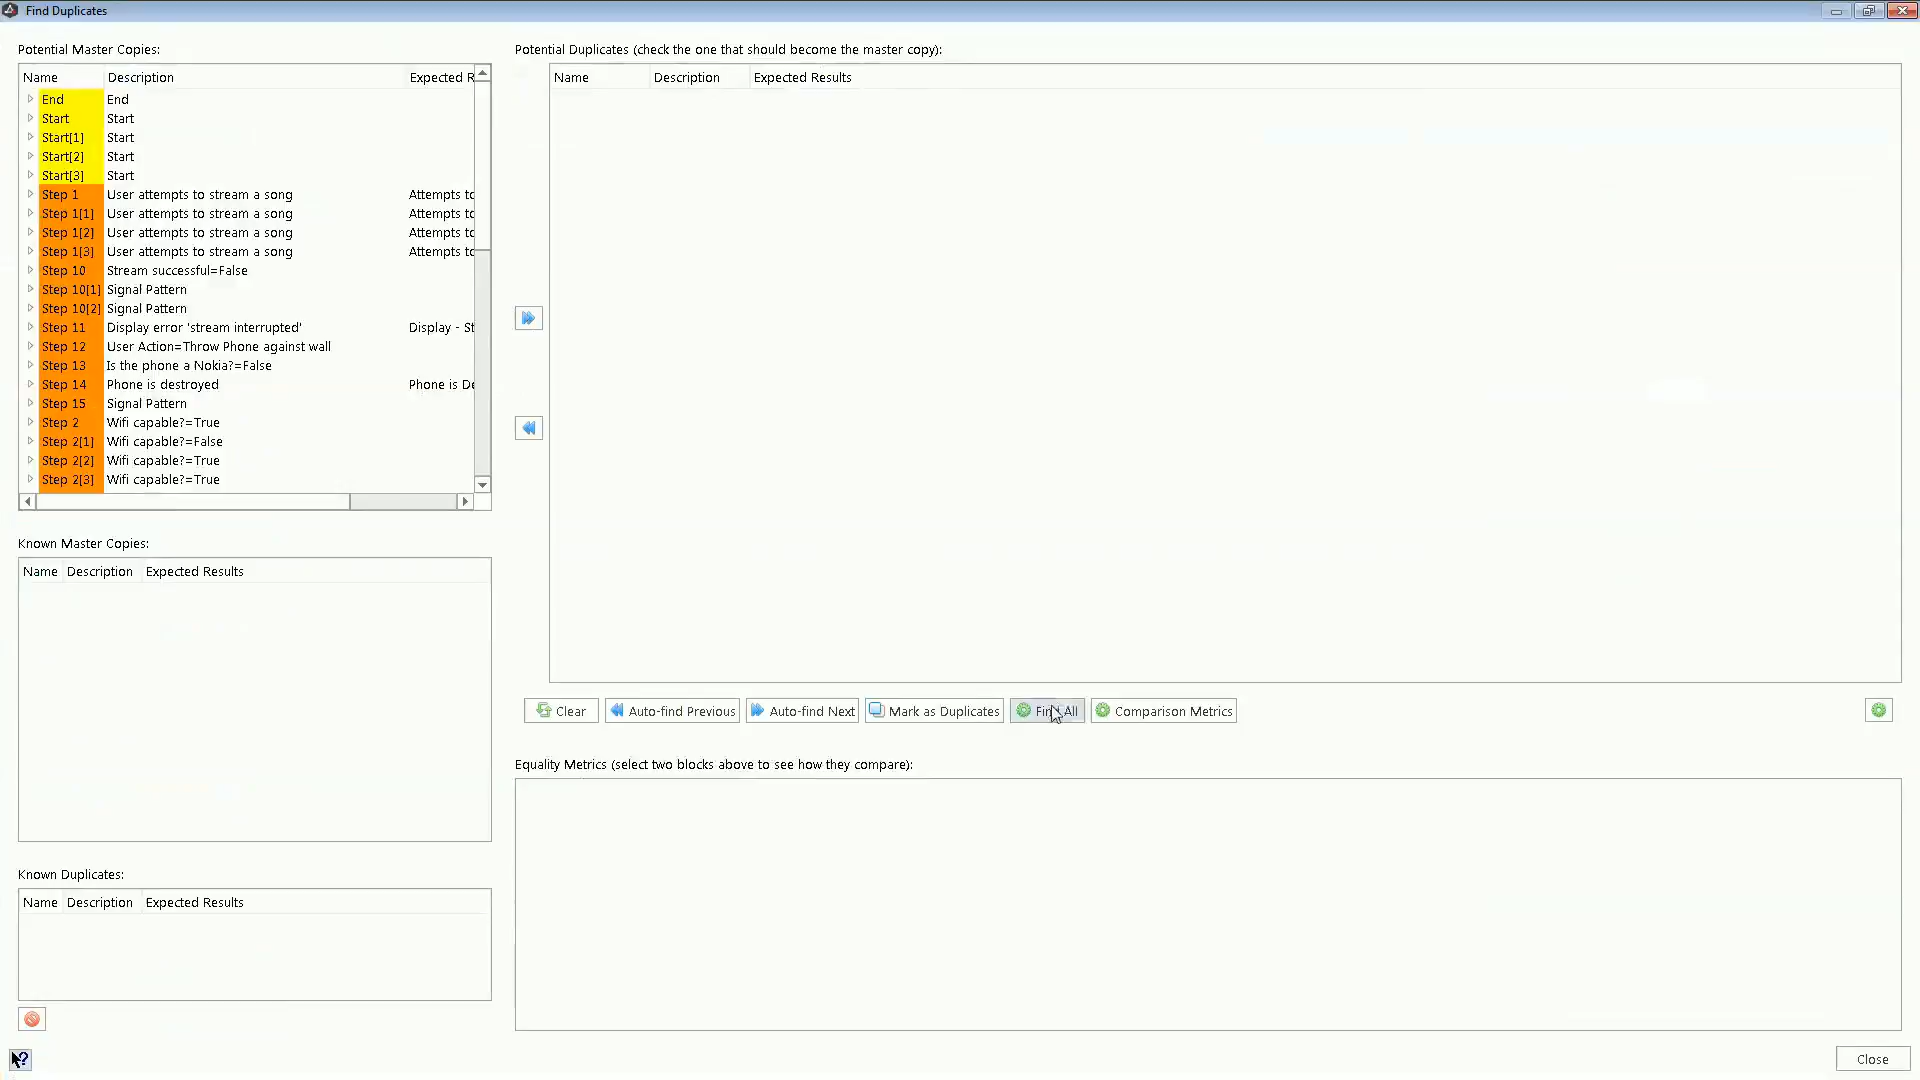 Find Duplicates
Potential Master Copies:
Name Description Expected R
End End
Start Start
Start[1] Start
Start[2] Start
Start[3] Start
Step 1 User attempts to stream a song Attempts to
Step 1[1] User attempts to stream a song Attempts to
Step 1[2] User attempts to stream a song Attempts to
Step 1[3] User attempts to stream a song Attempts to
Step 10 Stream successful=False
Step 10[1] Signal Pattern
Step 10[2] Signal Pattern
Step 11 Display error 'stream interrupted' Display - St
Step 12 User Action=Throw Phone against wall
Step 13 Is the phone a Nokia?=False
Step 14 Phone is destroyed Phone is De
Step 15 Signal Pattern
Step 2 Wifi capable?=True
Step 2[1] Wifi capable?=False
Step 2[2] Wifi capable?=True
Step 2[3] Wifi capable?=True
Known Master Copies:
Name Description Expected Results
Known Duplicates:
Name Description Expected Results
Potential Duplicates (check the one that should become the master copy):
Name Description Expected Results
Clear Auto-find Previous Auto-find Next Mark as Duplicates Find All Comparison Metrics
Equality Metrics (select two blocks above to see how they compare):
?
Close